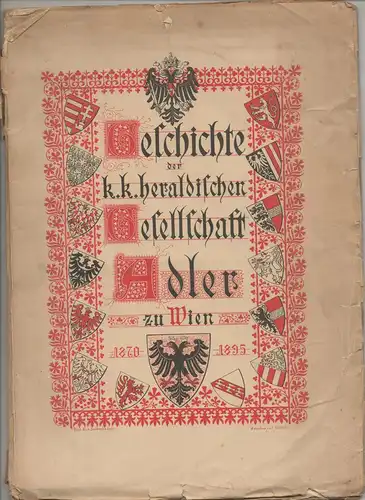 Geschichte
der
k.k. heraldischen
Gesellschaft
Adler
zu Wien
1870 1895